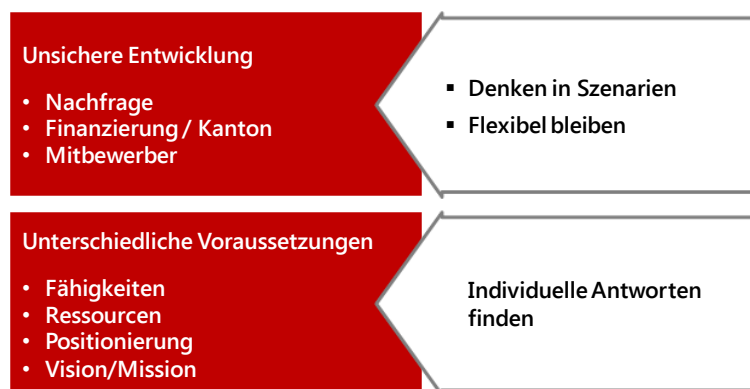 Unsichere Entwicklung
• Nachfrage
• Finanzierung / Kanton
• Mitbewerber
▪ Denken in Szenarien
▪ Flexibel bleiben
Unterschiedliche Voraussetzungen
• Fähigkeiten
• Ressourcen
• Positionierung
• Vision/Mission
Individuelle Antworten
finden